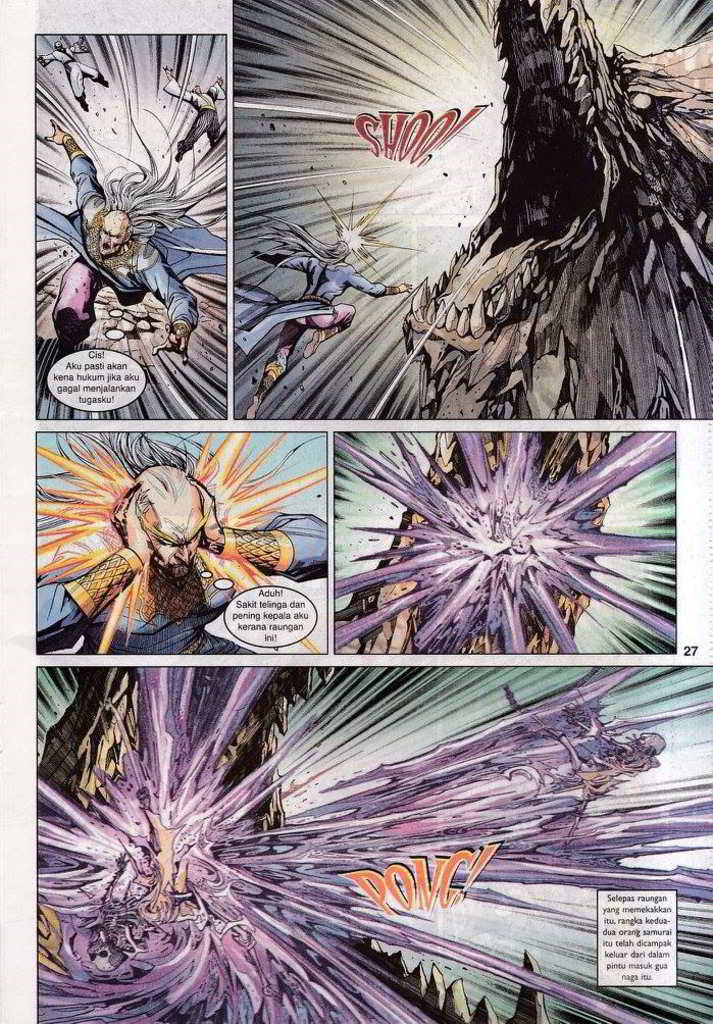 SHOO!
Cis!
Aku pasti akan
kena hukum jika aku
gagal menjalankan
tugasku!
Aduh!
Sakit telinga dan
pening kepala aku
kerana raungan
ini!
27
PONG!
Selepas raungan
yang memekakkan
itu, rangka kedua-
dua orang samurai
itu telah dicampak
keluar dari dalam
pintu masuk gua
naga itu.